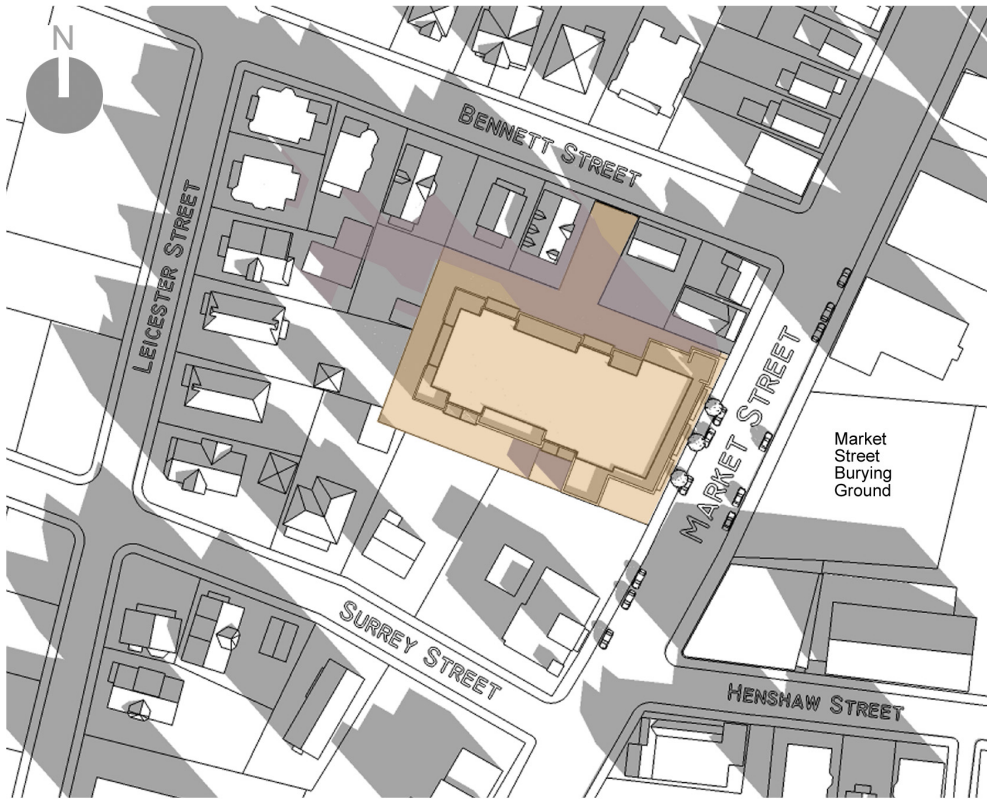 N
BENNETT STREET
LEICESTER STREET
MARKET STREET
Market
Street
Burying
Ground
SURREY STREET
HENSHAW STREET